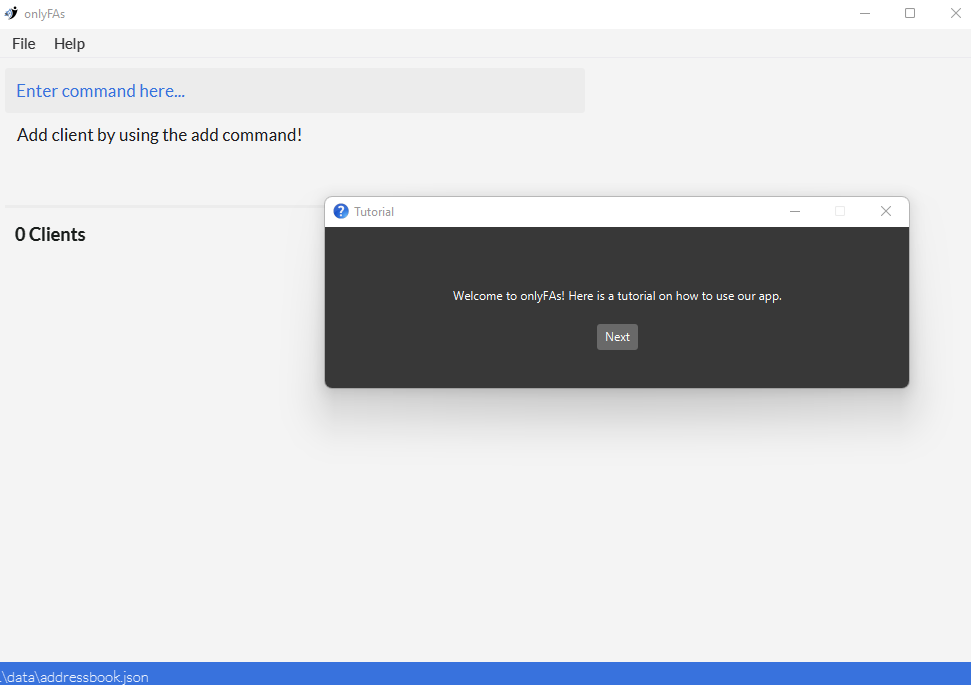 onlyFAs
File Help
Enter command here...
Add client by using the add command!
Tutorial
0 Clients
Welcome to onlyFAs! Here is a tutorial on how to use our app.
Next
.\data\addressbook.json